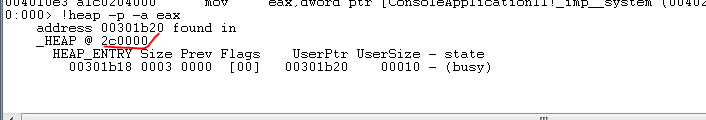 004010e3 a1c0204000 mov eax,dword ptr [ConsoleApplication11!_imp__system (00402
0:000> !heap -p -a eax
address 00301b20 found in
_HEAP @ 2c0000
HEAP_ENTRY Size Prev Flags UserPtr UserSize - state
00301b18 0003 0000 [00] 00301b20 00010 - (busy)